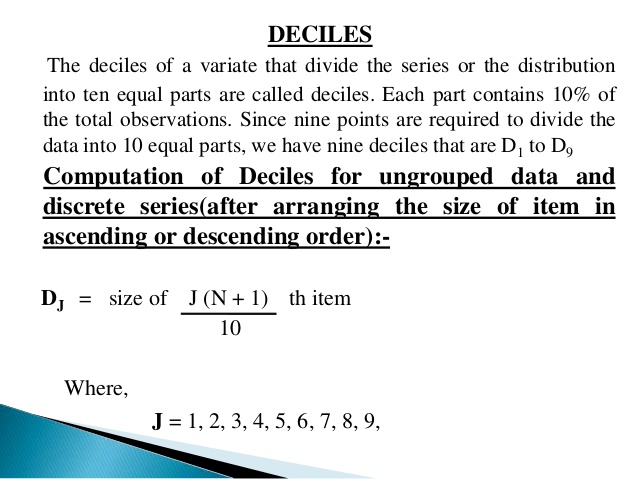 DECILES
The deciles of a variate that divide the series or the distribution
into ten equal parts are called deciles. Each part contains 10% of
the total observations. Since nine points are required to divide the
data into 10 equal parts, we have nine deciles that are D1 to D9
Computation of Deciles for ungrouped data and
discrete series(after arranging the size of item in
ascending or descending order):-
DJ = size of J (N + 1) th item
10
Where,
J = 1, 2, 3, 4, 5, 6, 7, 8, 9,